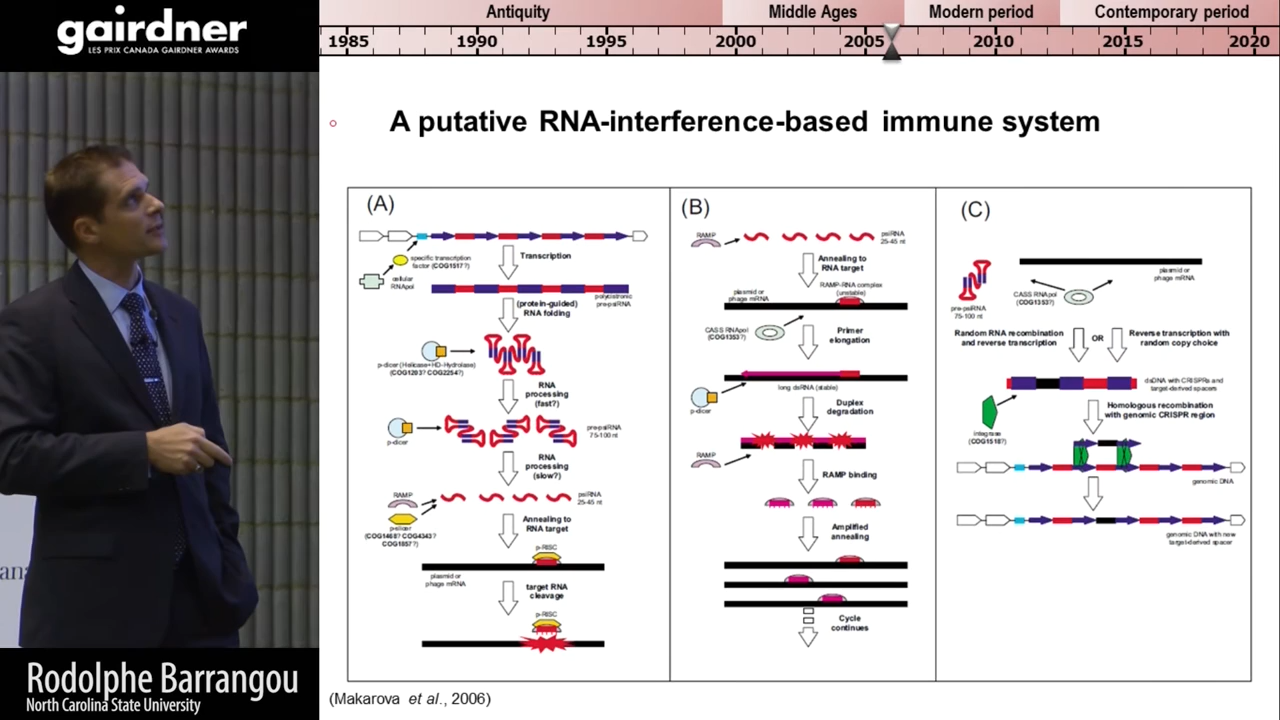 gairdner
LES PRIX CANADA GAIRDNER AWARDS
Antiquity
Middle Ages
Modern period
Contemporary period
1985
1990
1995
2000
2005
2010
2015
2020
A putative RNA-interference-based immune system
(A)
specific transcription
factor (COG1517?)
cellular
RNApol
Transcription
polycistronic
pre-psiRNA
(protein-guided)
RNA folding
p-dicer (Helicase+HD-Hydrolase)
(COG1203? COG2254?)
RNA
processing
(fast?)
p-dicer
pre-psiRNA
75-100 nt
RNA
processing
(slow?)
RAMP
psiRNA
25-45 nt
p-slicer
(COG1468? COG4343?
COG1857?)
Annealing to
RNA target
p-RISC
plasmid or
phage mRNA
target RNA
cleavage
p-RISC
(B)
RAMP
psiRNA
25-45 nt
Annealing to
RNA target
RAMP-RNA complex
(unstable)
plasmid or
phage mRNA
CASS RNApol
(COG1353?)
Primer
elongation
long dsRNA (stable)
p-dicer
Duplex
degradation
RAMP
RAMP binding
Amplified
annealing
Cycle
continues
(C)
plasmid or
phage mRNA
CASS RNApol
(COG1353?)
pre-psiRNA
75-100 nt
Random RNA recombination
and reverse transcription
OR
Reverse transcription with
random copy choice
dsDNA with CRISPRs and
target-derived spacers
Integrase
(COG1518?)
Homologous recombination
with genomic CRISPR region
genomic DNA
genomic DNA with new
target-derived spacer
(Makarova et al., 2006)
ana
Rodolphe Barrangou
North Carolina State University